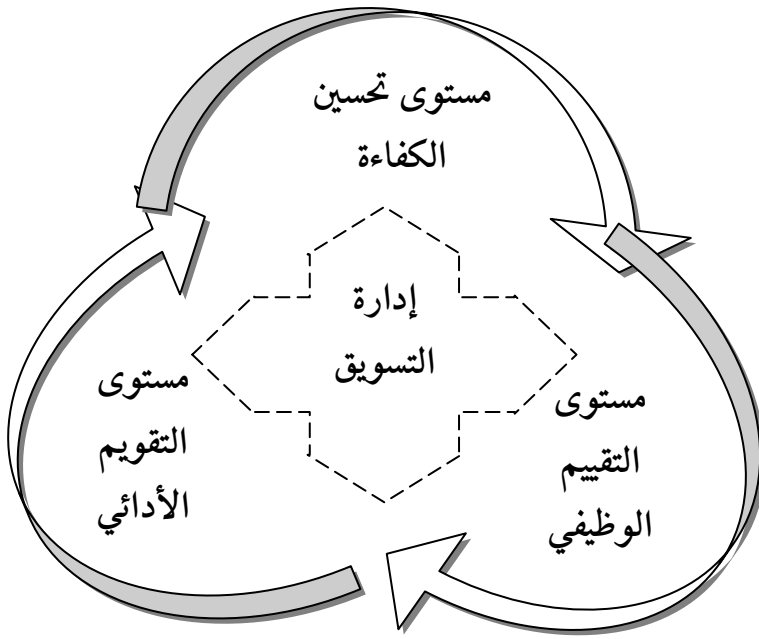 مستوى تحسين
الكفاءة
إدارة
التسويق
مستوى
التقييم
الوظيفي
مستوى
التقويم
الأدائي